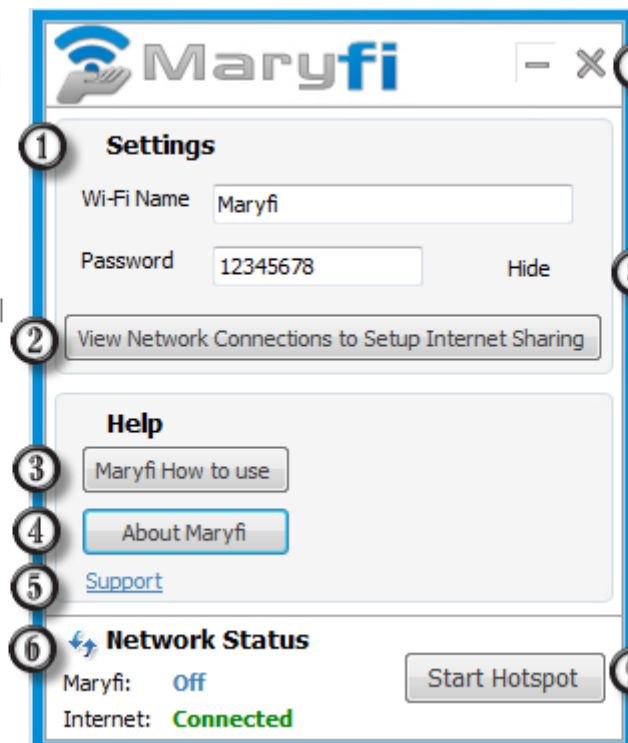 Maryfi
1 Settings
Wi-Fi Name Maryfi
Password 12345678 Hide
2 View Network Connections to Setup Internet Sharing
Help
3 Maryfi How to use
4 About Maryfi
5 Support
6 Network Status
Maryfi: Off Start Hotspot
Internet: Connected